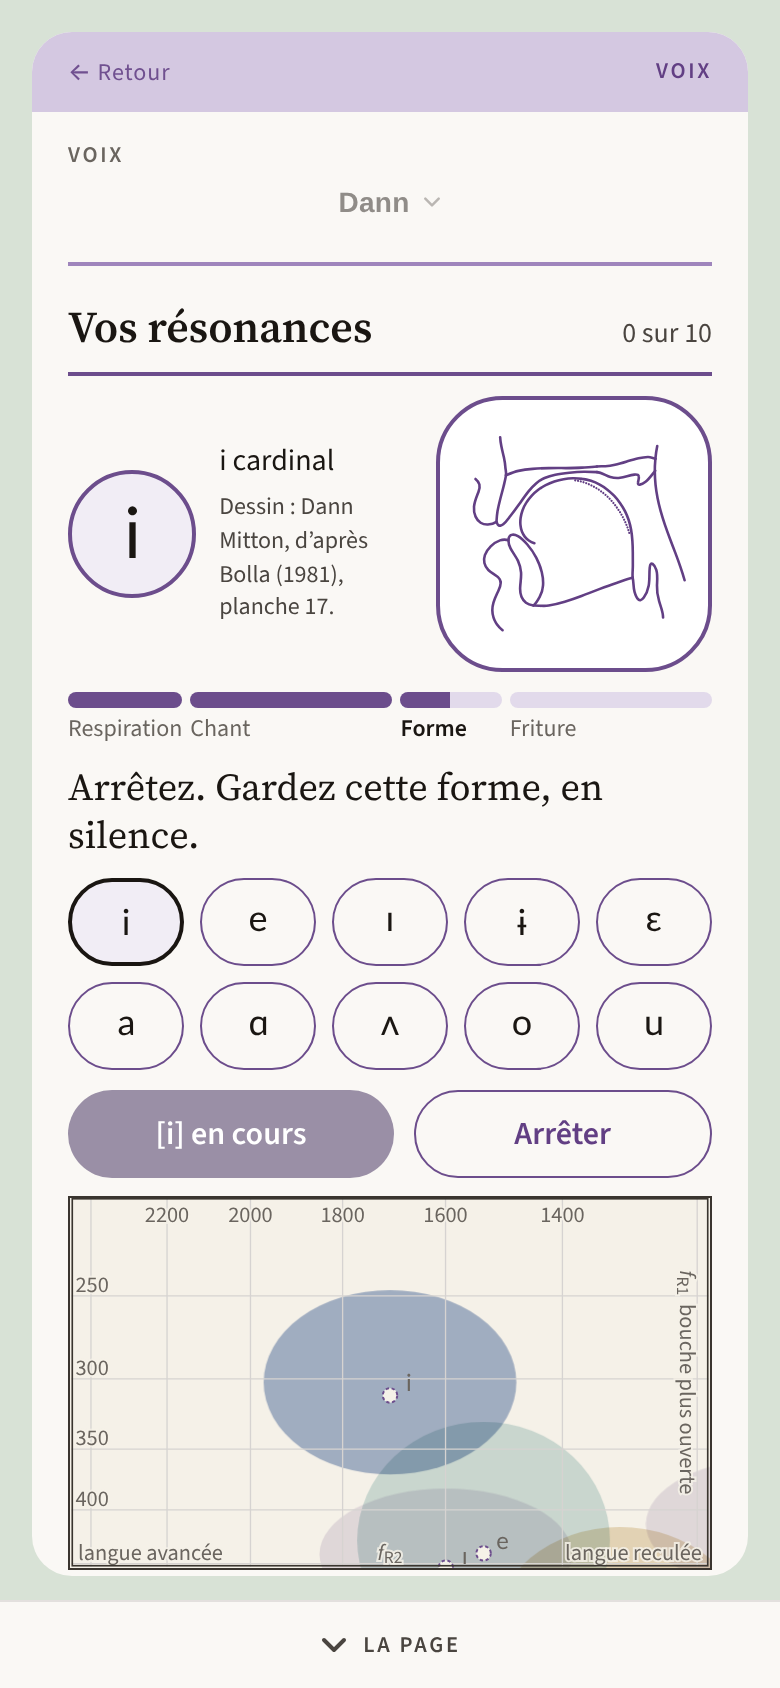 ← Retour
VOIX
VOIX
Dann
Vos résonances
0 sur 10
i
i cardinal
Dessin : Dann
Mitton, d’après
Bolla (1981),
planche 17.
Respiration Chant Forme Friture
Arrêtez. Gardez cette forme, en
silence.
i e ɪ ɨ ɛ
a ɑ ʌ o u
[i] en cours
Arrêter
2200 2000 1800 1600 1400
250
300
350
400
fR1 bouche plus ouverte
i
e
ɪ
langue avancée
fR2
langue reculée
LA PAGE